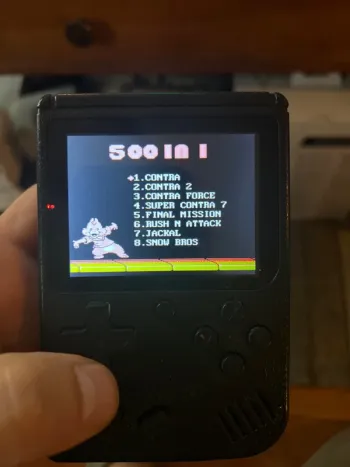 500 IN 1
→1.CONTRA
2.CONTRA 2
3.CONTRA FORCE
4.SUPER CONTRA 7
5.FINAL MISSION
6.RUSH N ATTACK
7.JACKAL
8.SNOW BROS